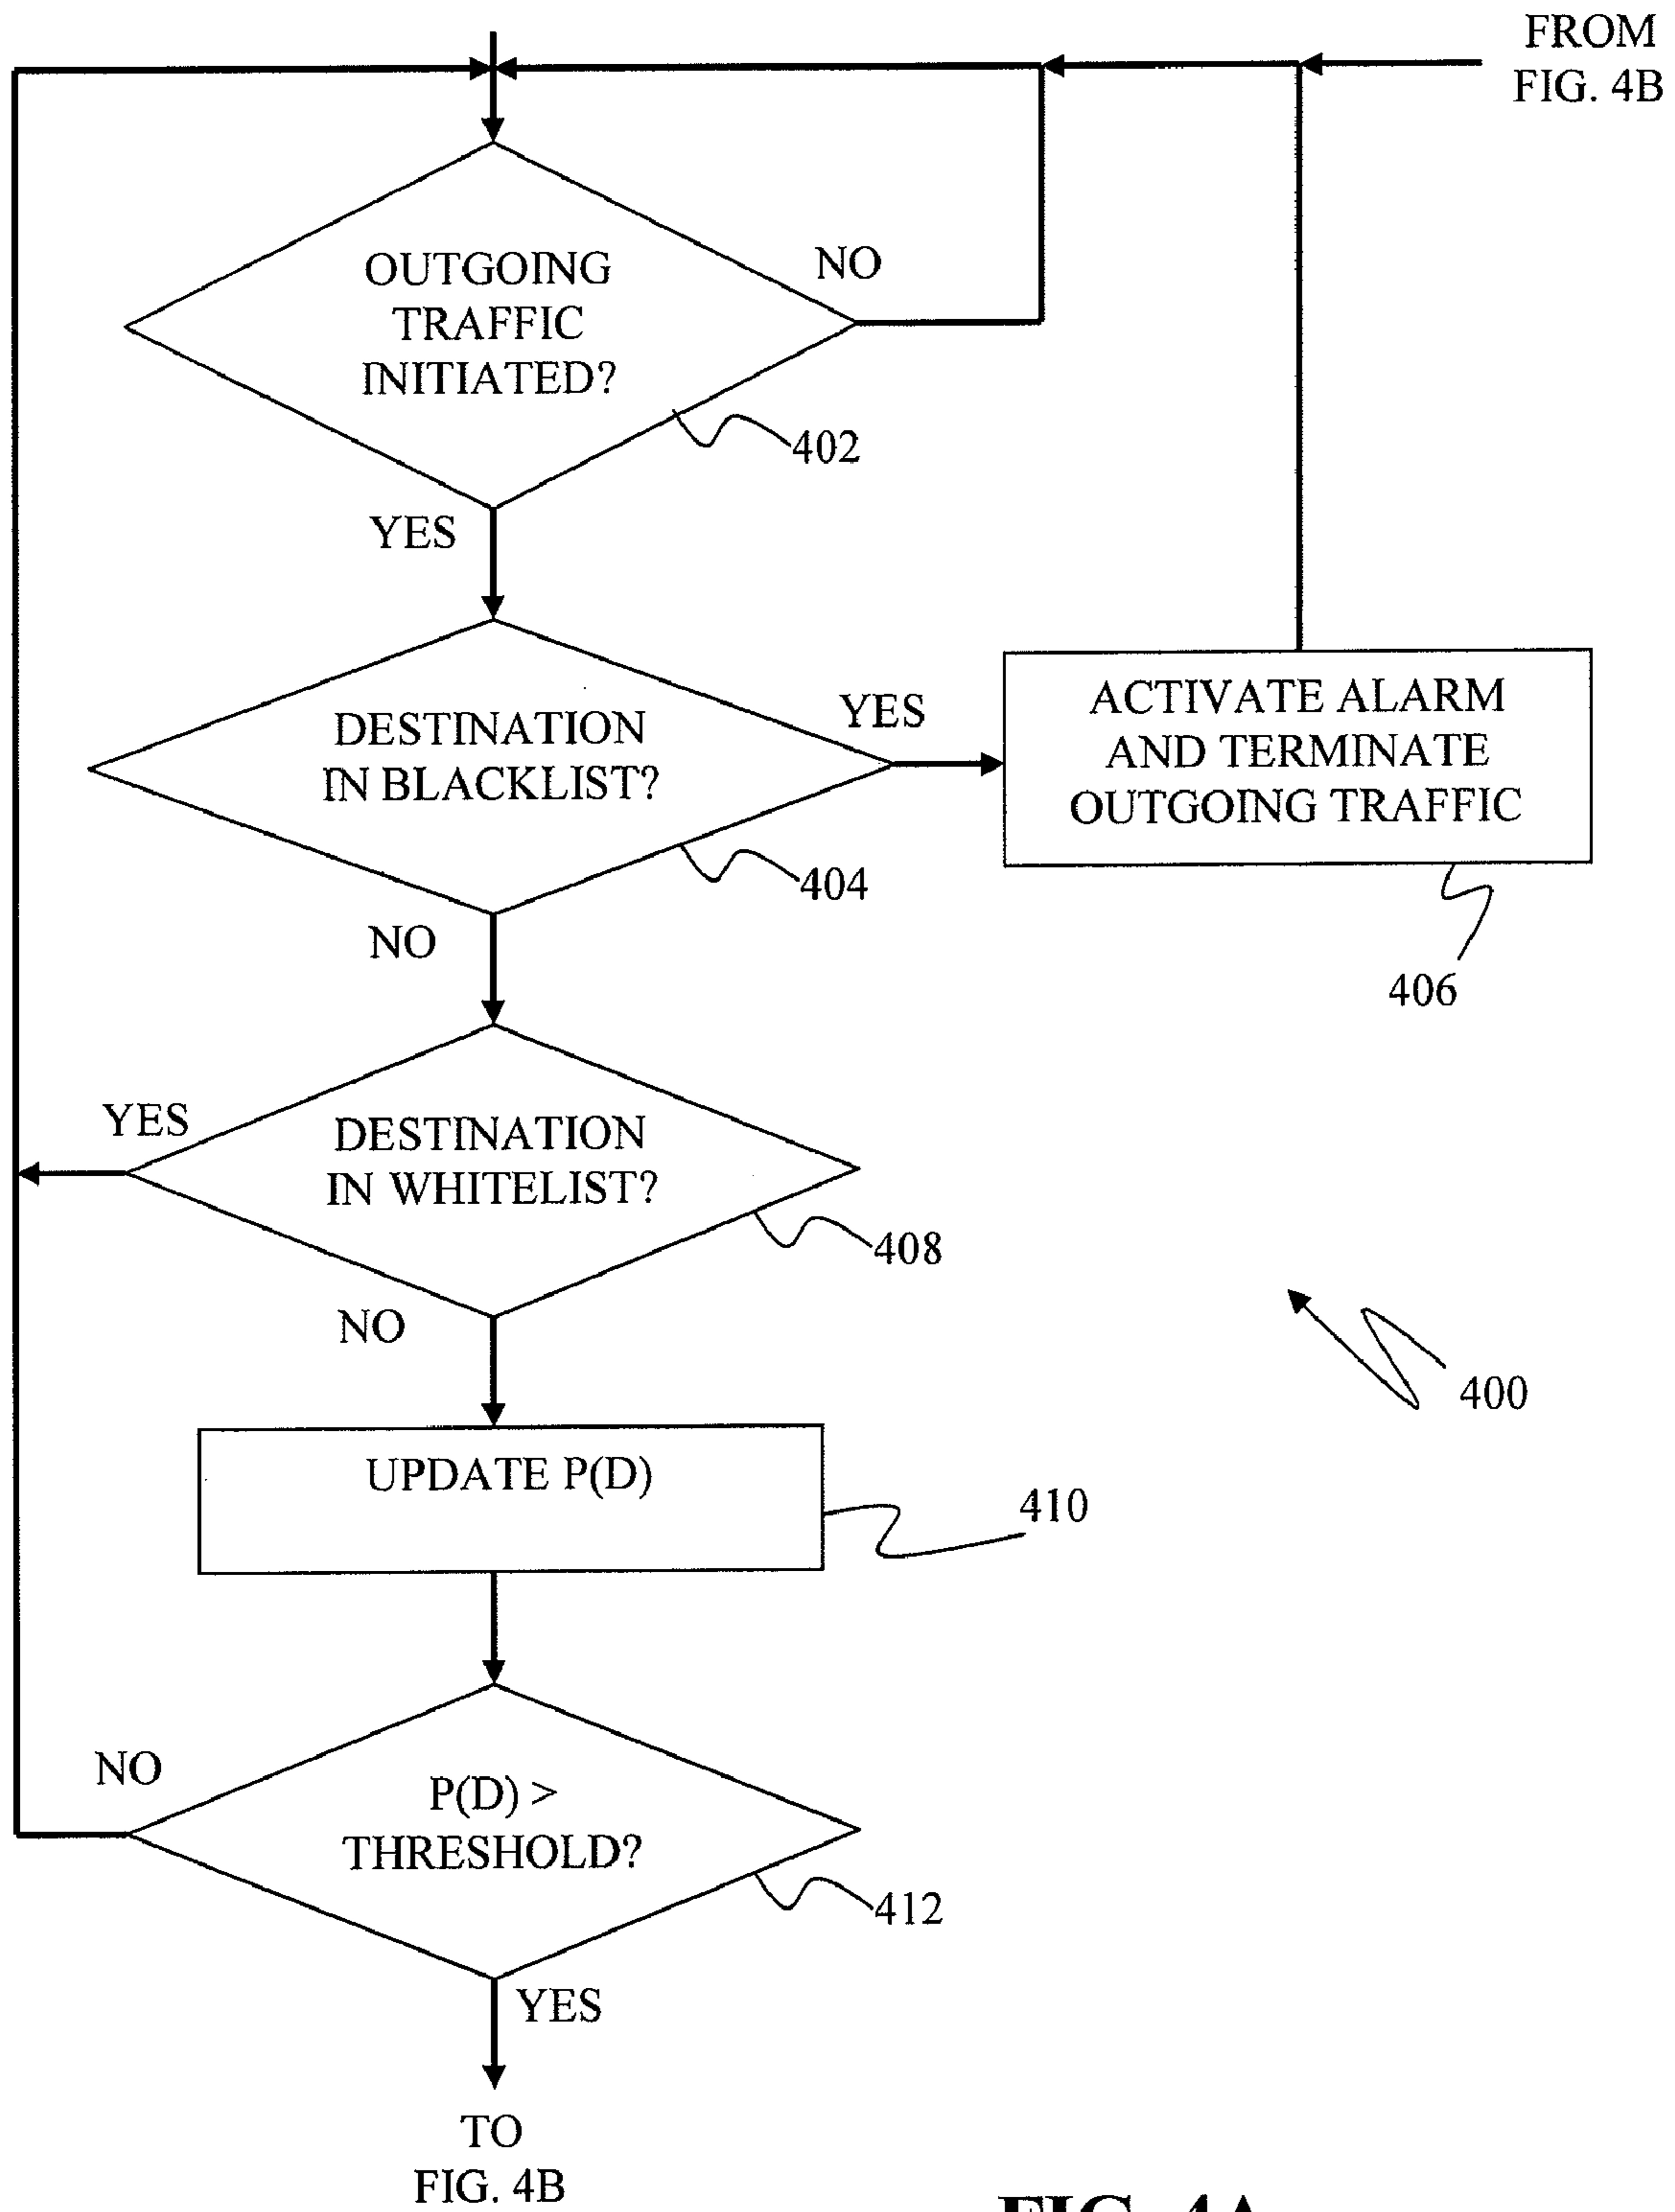 FROM
FIG. 4B
OUTGOING
TRAFFIC
INITIATED?
NO
402
YES
DESTINATION
IN BLACKLIST?
YES
404
ACTIVATE ALARM
AND TERMINATE
OUTGOING TRAFFIC
406
NO
DESTINATION
IN WHITELIST?
YES
408
NO
400
UPDATE P(D)
410
P(D) >
THRESHOLD?
NO
412
YES
TO
FIG. 4B
FIG. 4A